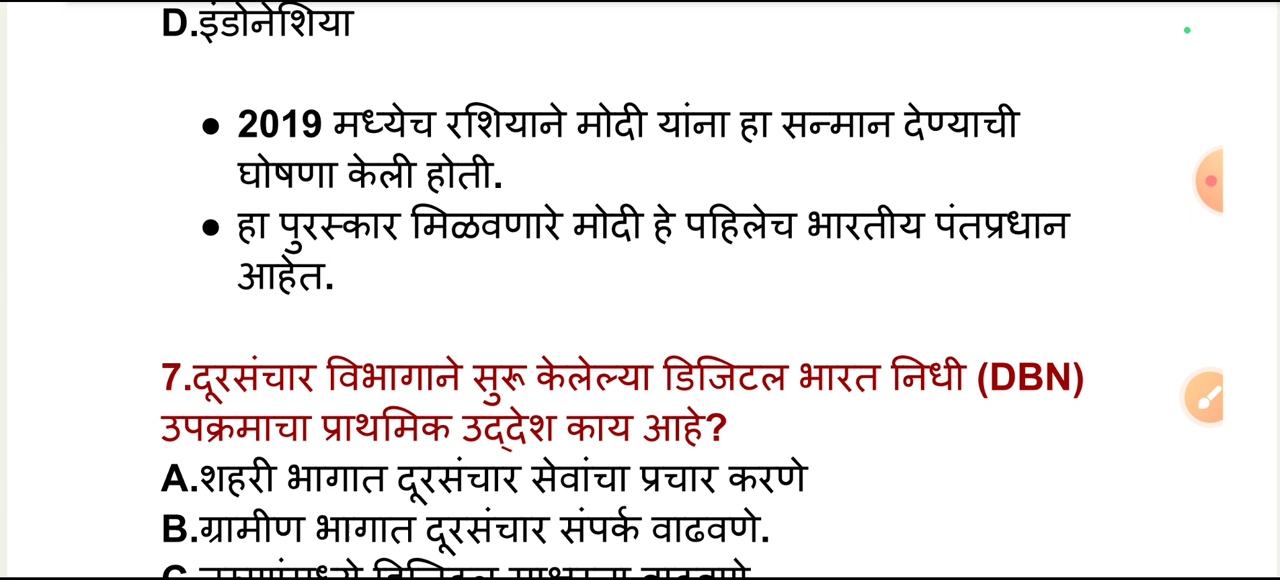 D.इंडोनेशिया
● 2019 मध्येच रशियाने मोदी यांना हा सन्मान देण्याची
घोषणा केली होती.
● हा पुरस्कार मिळवणारे मोदी हे पहिलेच भारतीय पंतप्रधान
आहेत.
7.दूरसंचार विभागाने सुरू केलेल्या डिजिटल भारत निधी (DBN)
उपक्रमाचा प्राथमिक उद्देश काय आहे?
A.शहरी भागात दूरसंचार सेवांचा प्रचार करणे
B.ग्रामीण भागात दूरसंचार संपर्क वाढवणे.